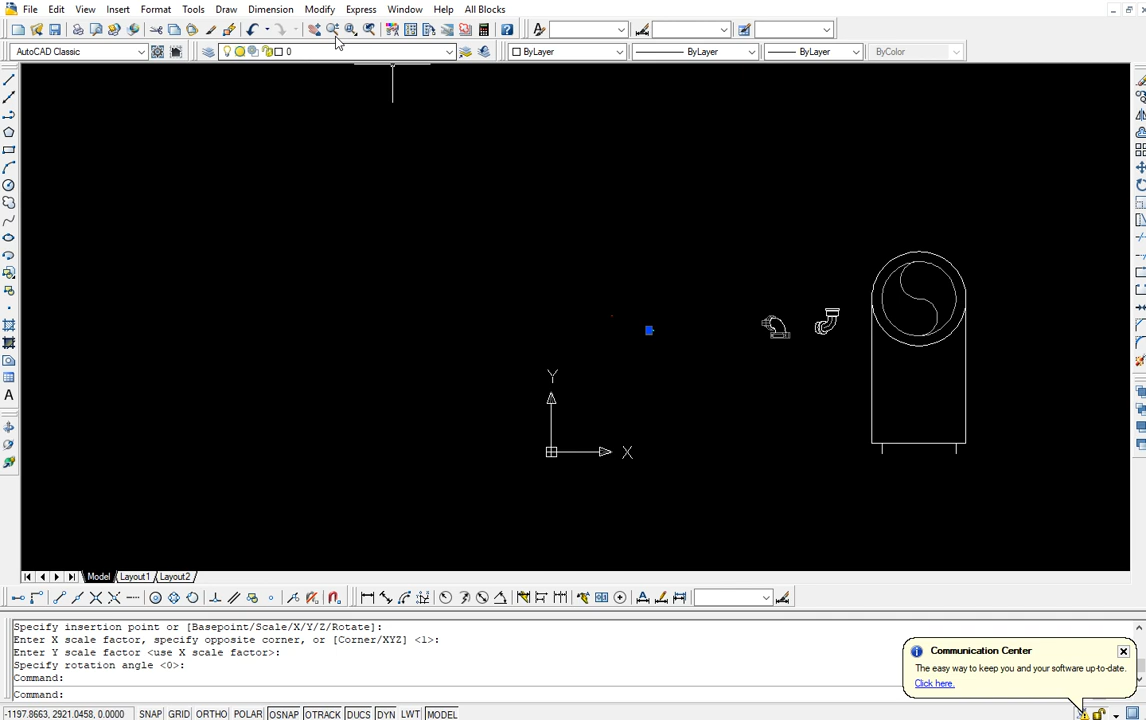 File Edit View Insert Format Tools Draw Dimension Modify Express Window Help All Blocks
AutoCAD Classic 0 ByLayer ByLayer ByLayer ByColor
Y
X
Model Layout1 Layout2
Specify insertion point or [Basepoint/Scale/X/Y/Z/Rotate]:
Enter X scale factor, specify opposite corner, or [Corner/XYZ] <1>:
Enter Y scale factor <use X scale factor>:
Specify rotation angle <0>:
Command:
Command:
Communication Center
The easy way to keep you and your software up-to-date.
Click here.
-1197.8663, 2921.0458, 0.0000 SNAP GRID ORTHO POLAR OSNAP OTRACK DUCS DYN LWT MODEL